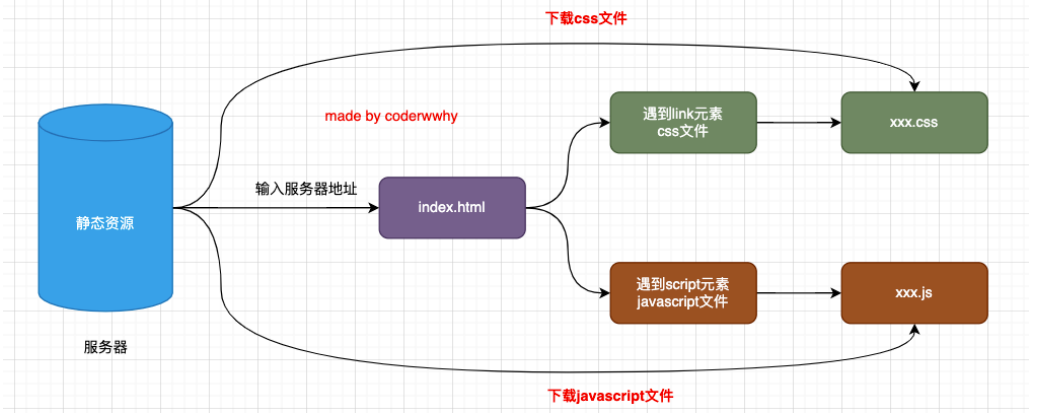 下载css文件
made by coderwwhy
遇到link元素
css文件
xxx.css
输入服务器地址
index.html
静态资源
遇到script元素
javascript文件
xxx.js
服务器
下载javascript文件